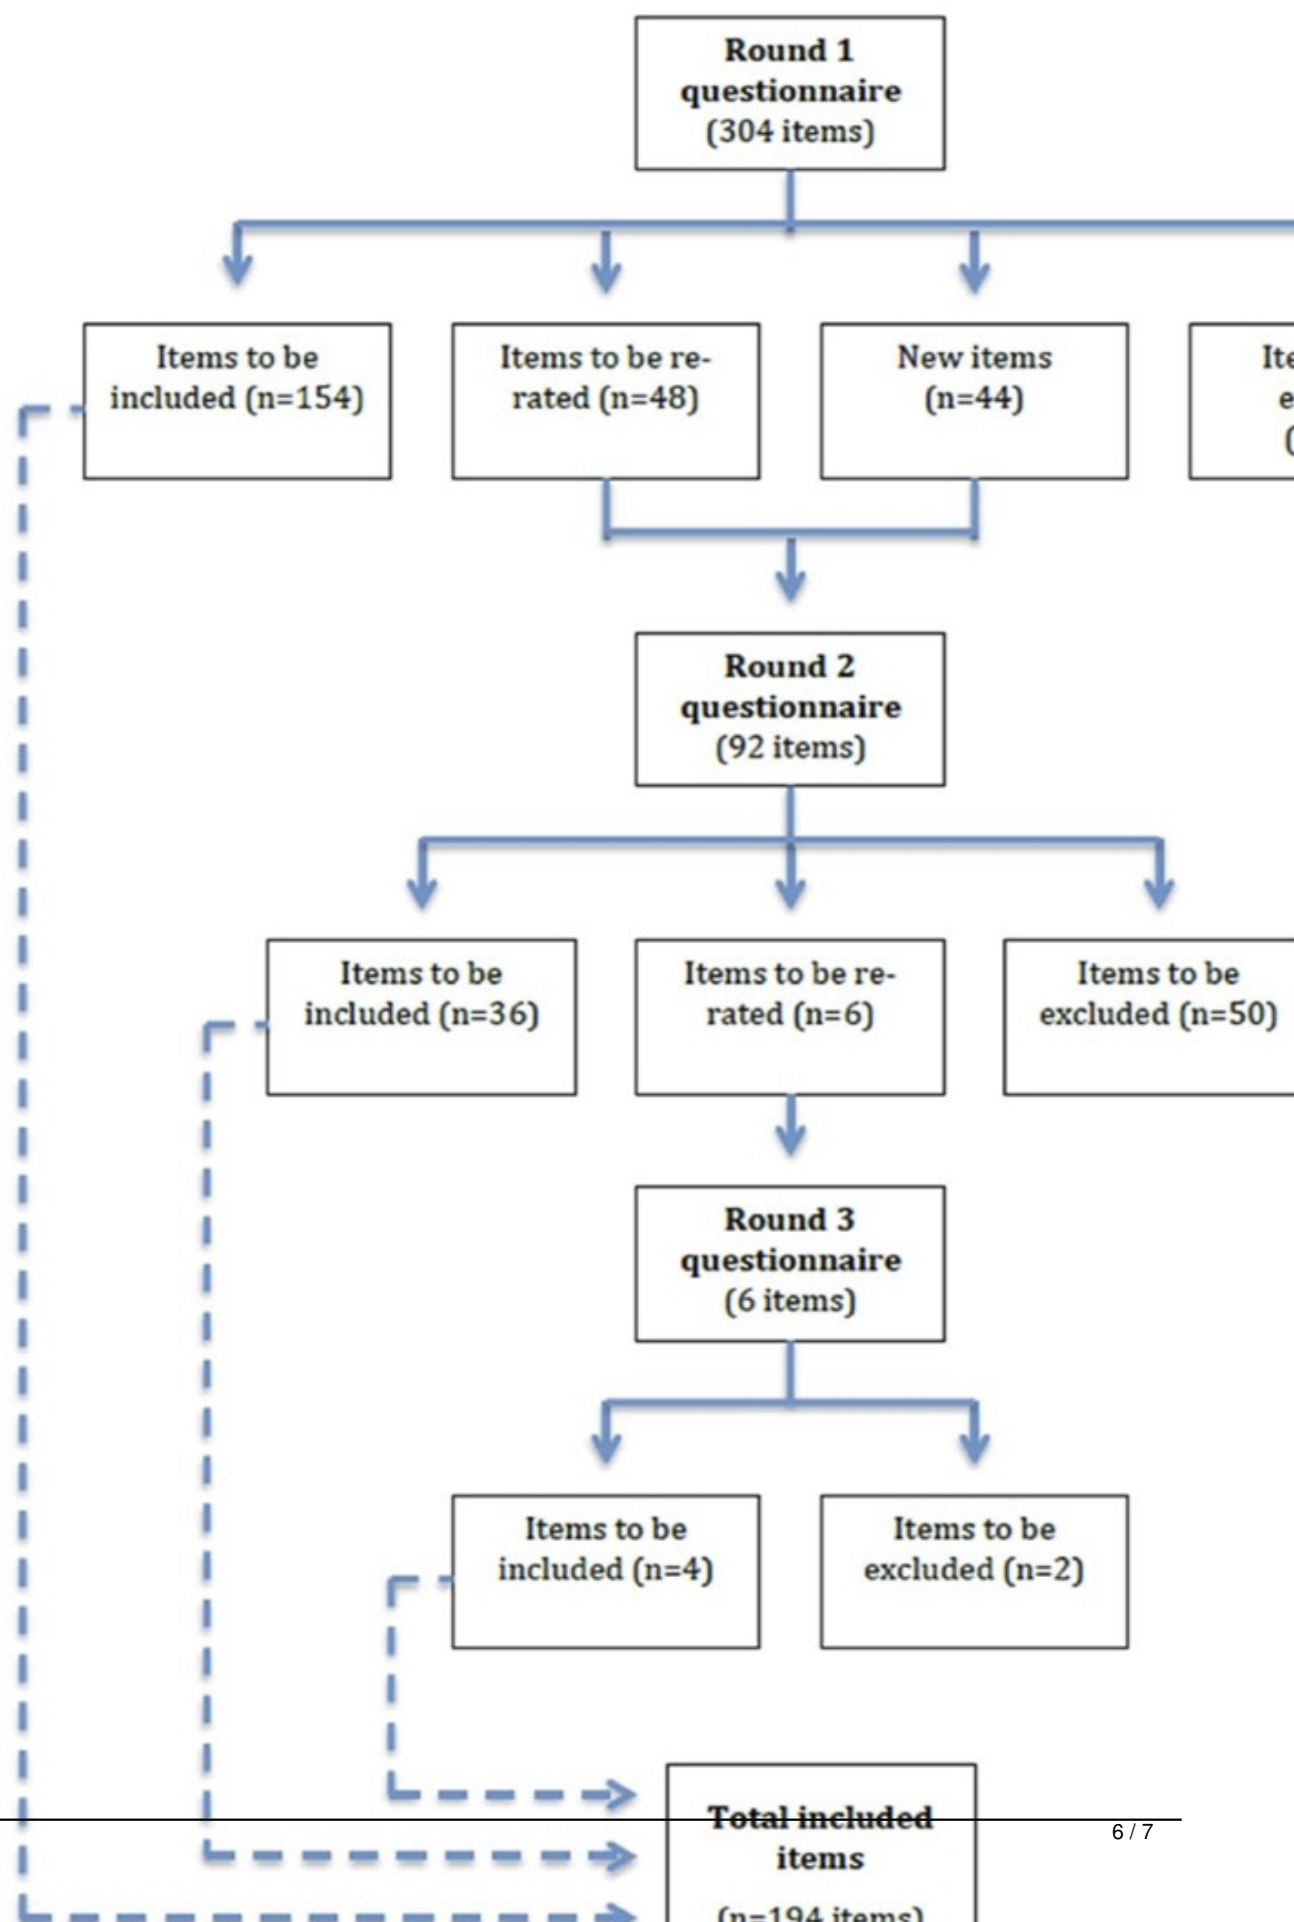 Round 1
questionnaire
(304 items)
Items to be
included (n=154)
Items to be re-
rated (n=48)
New items
(n=44)
Round 2
questionnaire
(92 items)
Items to be
included (n=36)
Items to be re-
rated (n=6)
Items to be
excluded (n=50)
Round 3
questionnaire
(6 items)
Items to be
included (n=4)
Items to be
excluded (n=2)
Total included
items
(n=194 items)
6 / 7